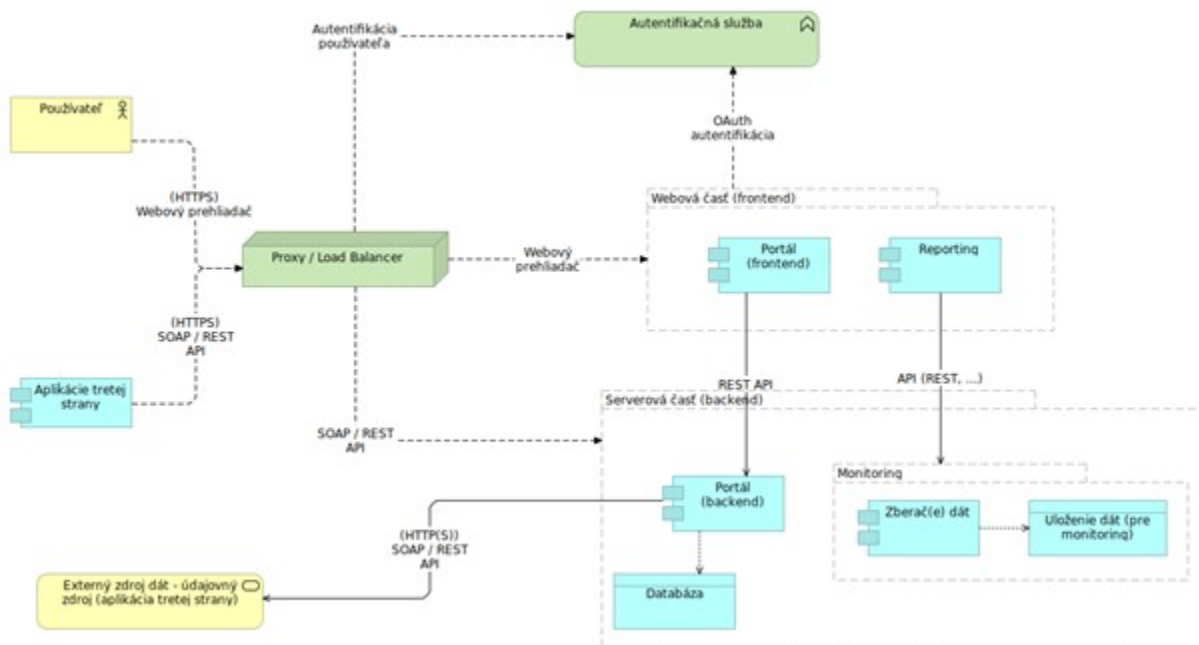 Autentifikácia
používateľa
Autentifikačná služba
Používateľ
OAuth
autentifikácia
(HTTPS)
Webový prehliadač
Webová časť (frontend)
Proxy / Load Balancer
Webový
prehliadač
Portál
(frontend)
Reporting
(HTTPS)
SOAP / REST
API
Aplikácie tretej
strany
REST API
API (REST, ...)
Serverová časť (backend)
SOAP / REST
API
Monitoring
Portál
(backend)
Zberač(e) dát
Uloženie dát (pre
monitoring)
(HTTP(S))
SOAP / REST
API
Externý zdroj dát - údajovný
zdroj (aplikácia tretej strany)
Databáza